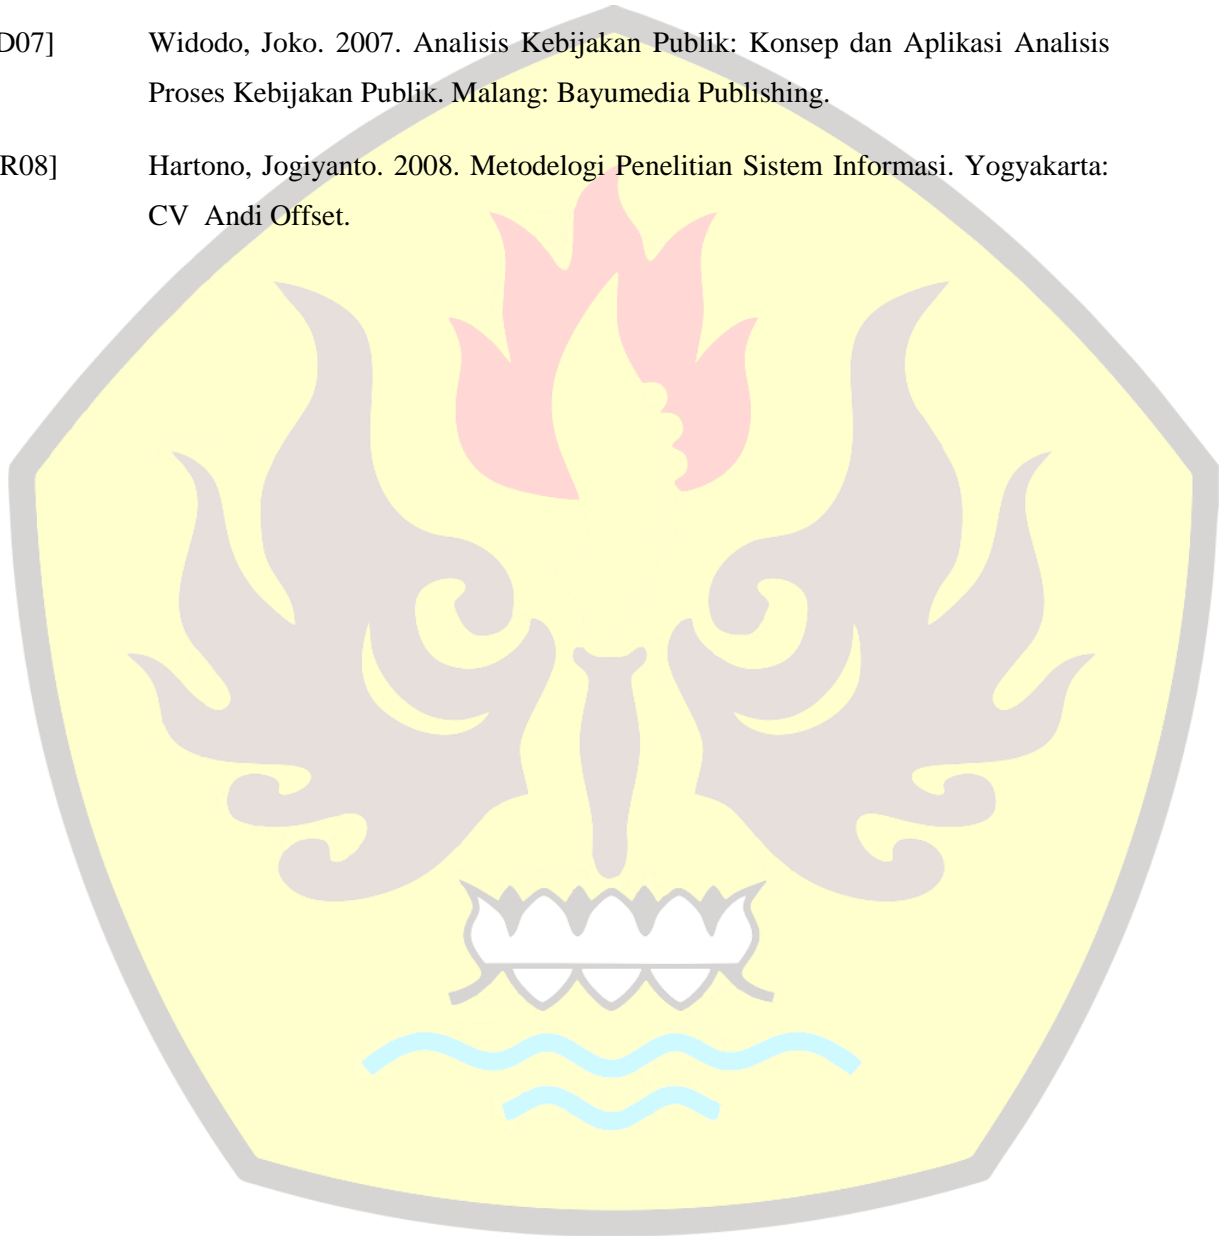 D07] Widodo, Joko. 2007. Analisis Kebijakan Publik: Konsep dan Aplikasi Analisis
Proses Kebijakan Publik. Malang: Bayumedia Publishing.
R08] Hartono, Jogiyanto. 2008. Metodelogi Penelitian Sistem Informasi. Yogyakarta:
CV Andi Offset.